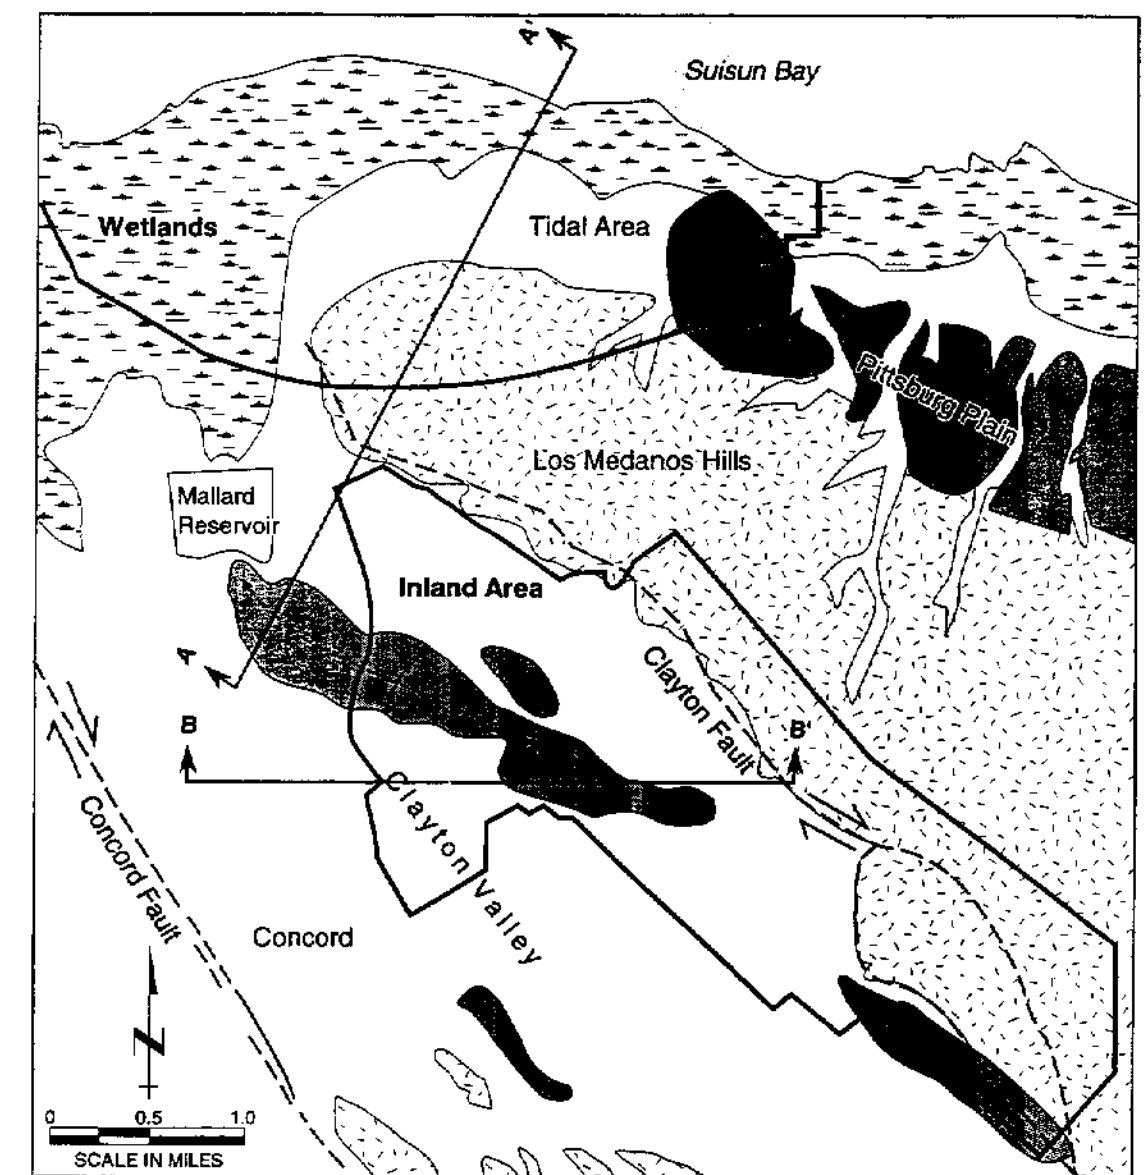 A'
Suisun Bay
Wetlands
Tidal Area
Pittsburg Plain
Los Medanos Hills
Mallard
Reservoir
Inland Area
A
Clayton Fault
B
B'
Clayton Valley
Concord Fault
Concord
N
0 0.5 1.0
SCALE IN MILES